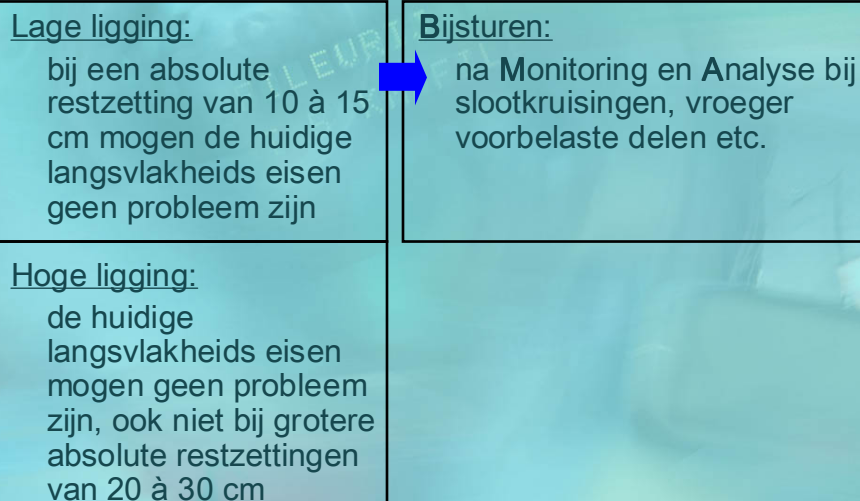 Lage ligging:
bij een absolute
restzetting van 10 à 15
cm mogen de huidige
langsvlakheids eisen
geen probleem zijn
Bijsturen:
na Monitoring en Analyse bij
slootkruisingen, vroeger
voorbelaste delen etc.
Hoge ligging:
de huidige
langsvlakheids eisen
mogen geen probleem
zijn, ook niet bij grotere
absolute restzettingen
van 20 à 30 cm